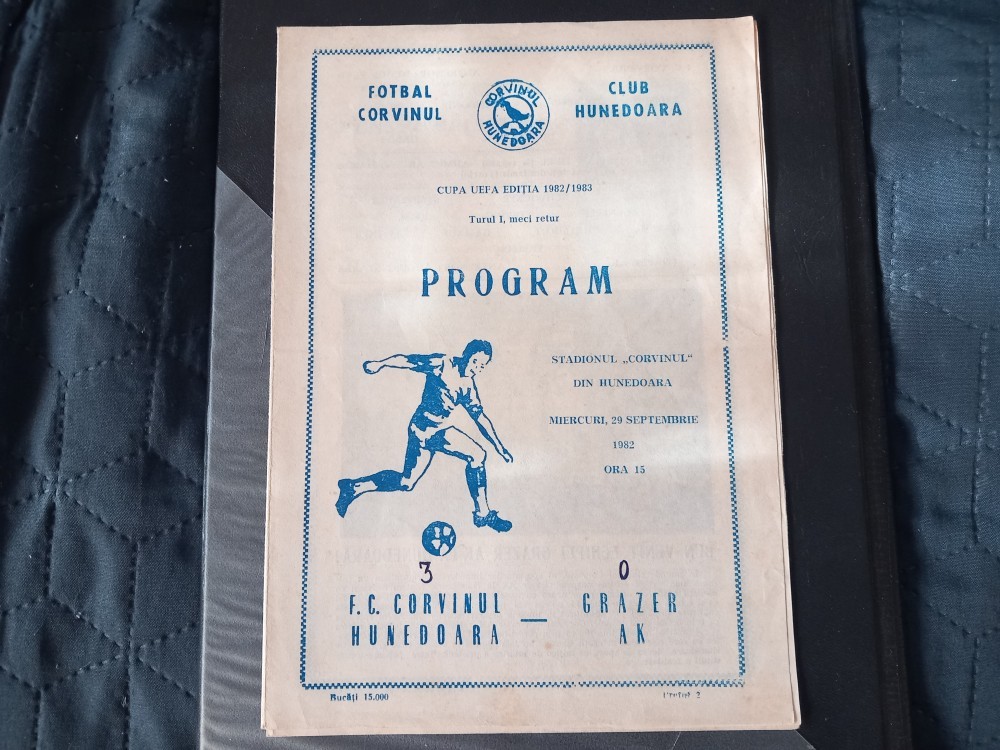 FOTBAL
CORVINUL
CORVINUL
HUNEDOARA
CLUB
HUNEDOARA
CUPA UEFA EDIȚIA 1982/1983
Turul I, meci retur
PROGRAM
STADIONUL „CORVINUL“
DIN HUNEDOARA
MIERCURI, 29 SEPTEMBRIE
1982
ORA 15
3
0
F.C. CORVINUL
HUNEDOARA
—
GRAZER
AK
Bucăți 15.000
2